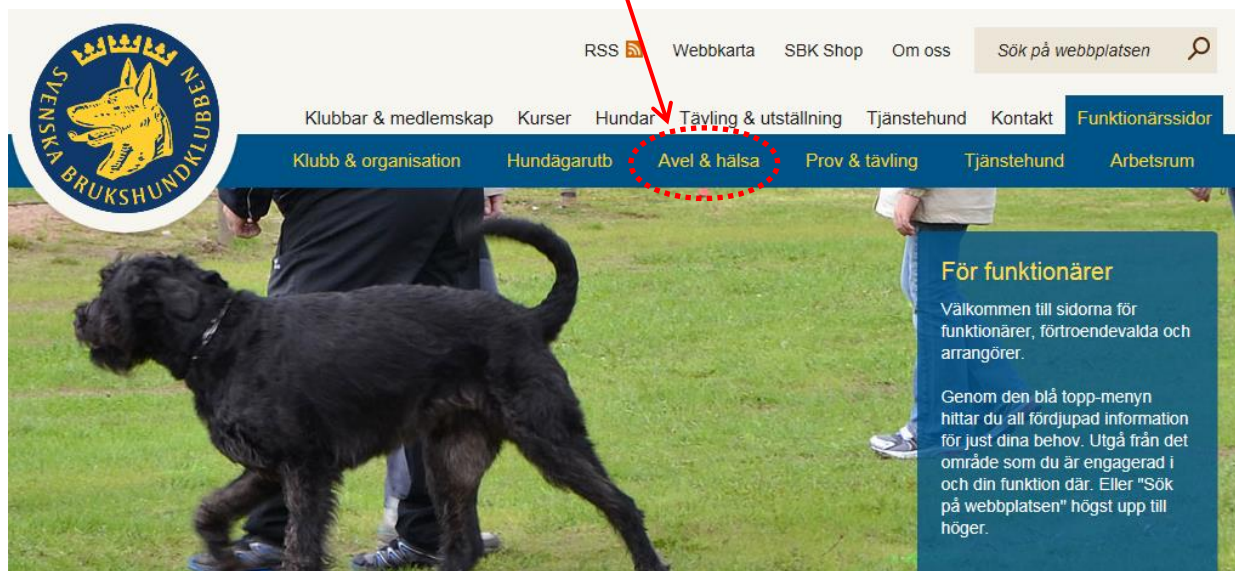 SVENSKA BRUKSHUNDKLUBBEN
RSS Webbkarta SBK Shop Om oss Sök på webbplatsen
Klubbar & medlemskap Kurser Hundar Tävling & utställning Tjänstehund Kontakt Funktionärssidor
Klubb & organisation Hundägarutb Avel & hälsa Prov & tävling Tjänstehund Arbetsrum
För funktionärer
Välkommen till sidorna för
funktionärer, förtroendevalda och
arrangörer.
Genom den blå topp-menyn
hittar du all fördjupad information
för just dina behov. Utgå från det
område som du är engagerad i
och din funktion där. Eller "Sök
på webbplatsen" högst upp till
höger.